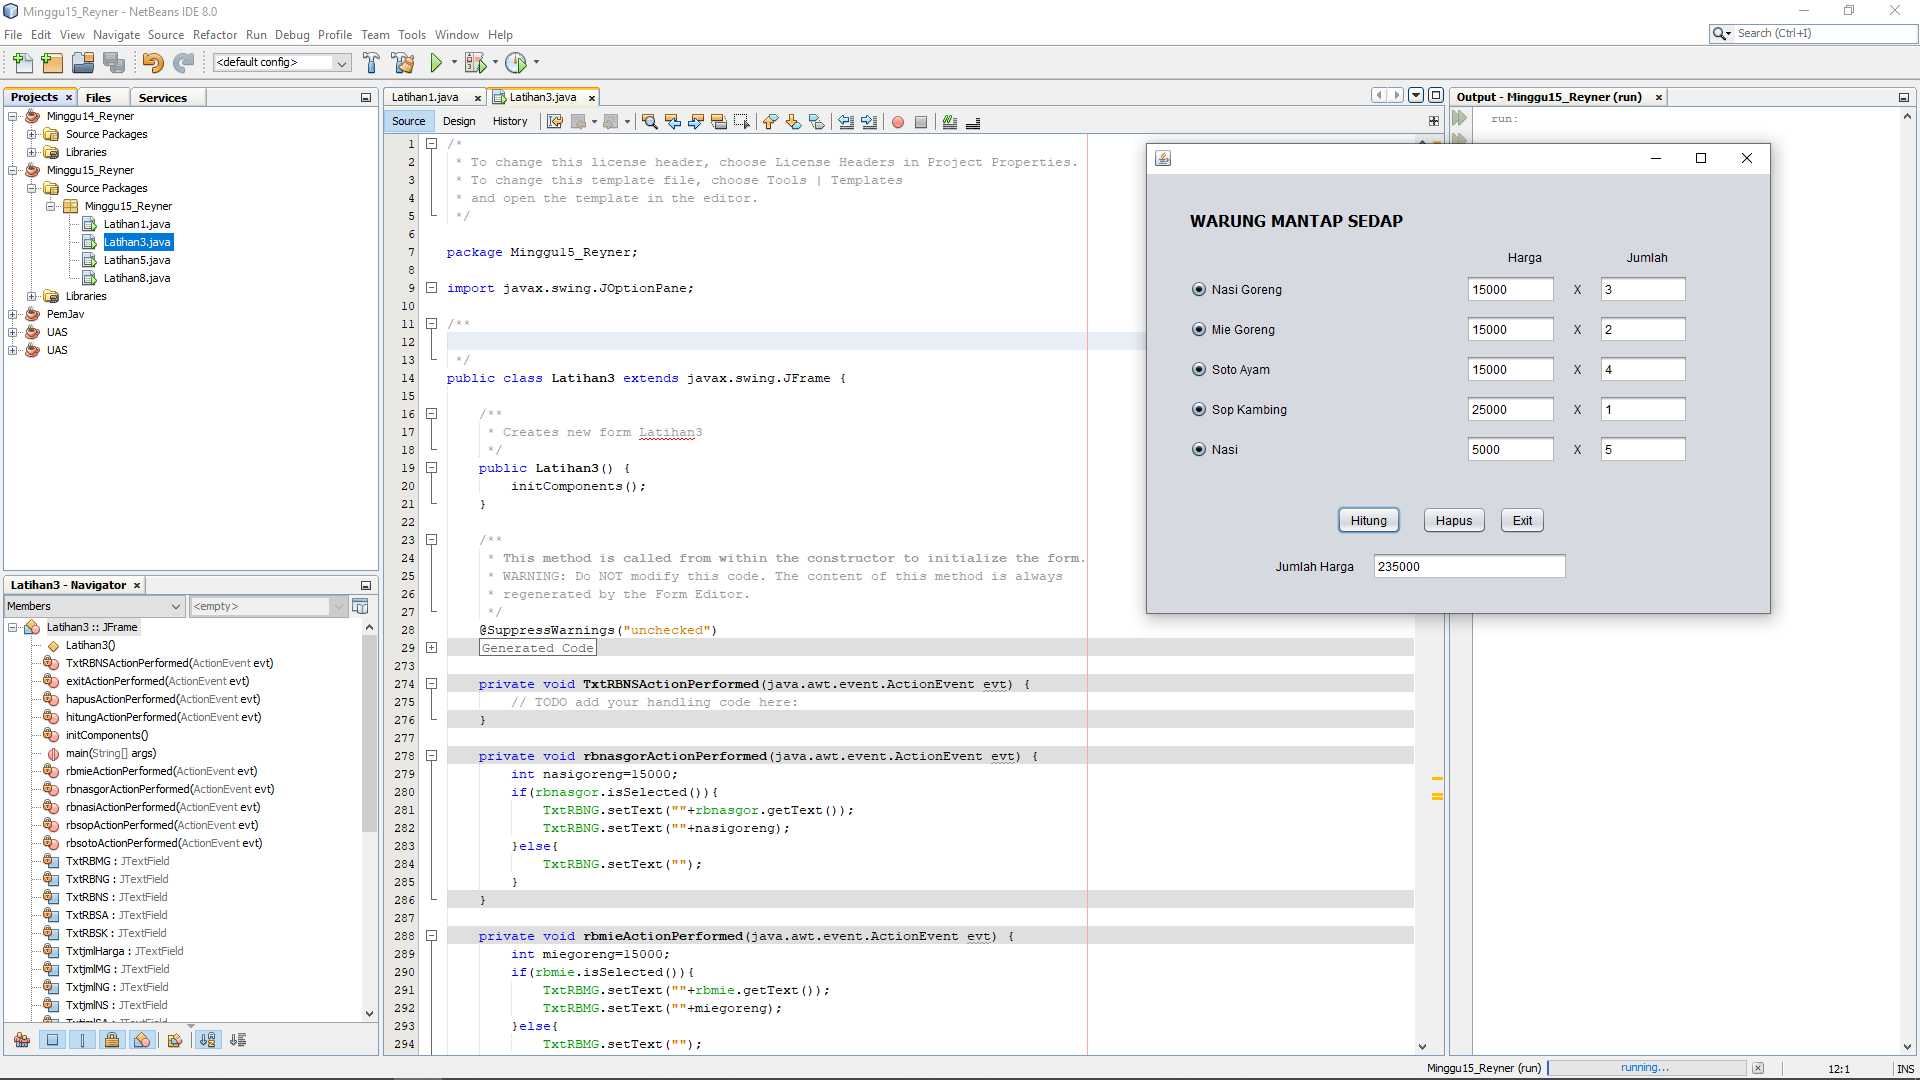 Minggu15_Reyner - NetBeans IDE 8.0
File Edit View Navigate Source Refactor Run Debug Profile Team Tools Window Help
Search (Ctrl+I)
<default config>
Projects
Files
Services
Minggu14_Reyner
Source Packages
Libraries
Minggu15_Reyner
Source Packages
Minggu15_Reyner
Latihan1.java
Latihan3.java
Latihan5.java
Latihan8.java
Libraries
PemJav
UAS
UAS
Latihan3 - Navigator
Members
<empty>
Latihan3 :: JFrame
Latihan3()
TxtRBNSActionPerformed(ActionEvent evt)
exitActionPerformed(ActionEvent evt)
hapusActionPerformed(ActionEvent evt)
hitungActionPerformed(ActionEvent evt)
initComponents()
main(String[] args)
rbmieActionPerformed(ActionEvent evt)
rbnasgorActionPerformed(ActionEvent evt)
rbnasiActionPerformed(ActionEvent evt)
rbsopActionPerformed(ActionEvent evt)
rbsotoActionPerformed(ActionEvent evt)
TxtRBMG : JTextField
TxtRBNG : JTextField
TxtRBNS : JTextField
TxtRBSA : JTextField
TxtRBSK : JTextField
TxtjmlHarga : JTextField
TxtjmlMG : JTextField
TxtjmlNG : JTextField
TxtjmlNS : JTextField
Latihan1.java
Latihan3.java
Source Design History
1 /*
2 * To change this license header, choose License Headers in Project Properties.
3 * To change this template file, choose Tools | Templates
4 * and open the template in the editor.
5 */
6
7 package Minggu15_Reyner;
8
9 import javax.swing.JOptionPane;
10
11 /**
12
13 */
14 public class Latihan3 extends javax.swing.JFrame {
15
16 /**
17 * Creates new form Latihan3
18 */
19 public Latihan3() {
20 initComponents();
21 }
22
23 /**
24 * This method is called from within the constructor to initialize the form.
25 * WARNING: Do NOT modify this code. The content of this method is always
26 * regenerated by the Form Editor.
27 */
28 @SuppressWarnings("unchecked")
29 Generated Code
273
274 private void TxtRBNSActionPerformed(java.awt.event.ActionEvent evt) {
275 // TODO add your handling code here:
276 }
277
278 private void rbnasgorActionPerformed(java.awt.event.ActionEvent evt) {
279 int nasigoreng=15000;
280 if(rbnasgor.isSelected()){
281 TxtRBNG.setText(""+rbnasgor.getText());
282 TxtRBNG.setText(""+nasigoreng);
283 }else{
284 TxtRBNG.setText("");
285 }
286 }
287
288 private void rbmieActionPerformed(java.awt.event.ActionEvent evt) {
289 int miegoreng=15000;
290 if(rbmie.isSelected()){
291 TxtRBMG.setText(""+rbmie.getText());
292 TxtRBMG.setText(""+miegoreng);
293 }else{
294 TxtRBMG.setText("");
Output - Minggu15_Reyner (run)
run:
WARUNG MANTAP SEDAP
Harga Jumlah
Nasi Goreng 15000 X 3
Mie Goreng 15000 X 2
Soto Ayam 15000 X 4
Sop Kambing 25000 X 1
Nasi 5000 X 5
Hitung Hapus Exit
Jumlah Harga 235000
Minggu15_Reyner (run) running... 12:1 INS